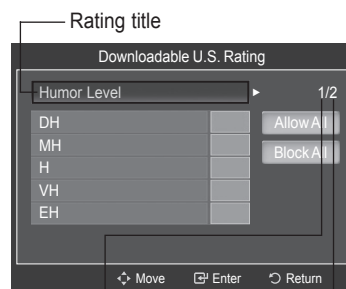 Rating title
Downloadable U.S. Rating
Humor Level ► 1/2
DH
Allow All
MH
Block All
H
VH
EH
Move Enter Return